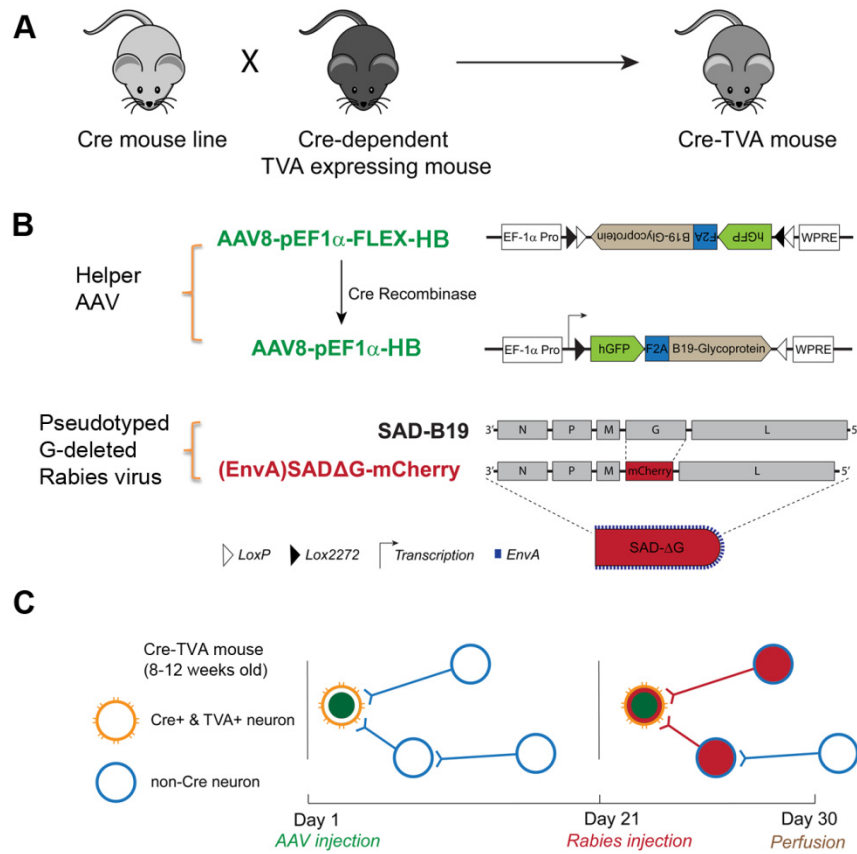 A
X
Cre mouse line
Cre-dependent
TVA expressing mouse
Cre-TVA mouse
B
Helper
AAV
AAV8-pEF1α-FLEX-HB
EF-1α Pro
B19-Glycoprotein
F2A
hGFP
WPRE
Cre Recombinase
AAV8-pEF1α-HB
EF-1α Pro
hGFP
F2A
B19-Glycoprotein
WPRE
Pseudotyped
G-deleted
Rabies virus
SAD-B19
3' N P M G L 5'
(EnvA)SADΔG-mCherry
3' N P M mCherry L 5'
LoxP
Lox2272
Transcription
EnvA
SAD-ΔG
C
Cre-TVA mouse
(8-12 weeks old)
Cre+ & TVA+ neuron
non-Cre neuron
Day 1
AAV injection
Day 21
Rabies injection
Day 30
Perfusion